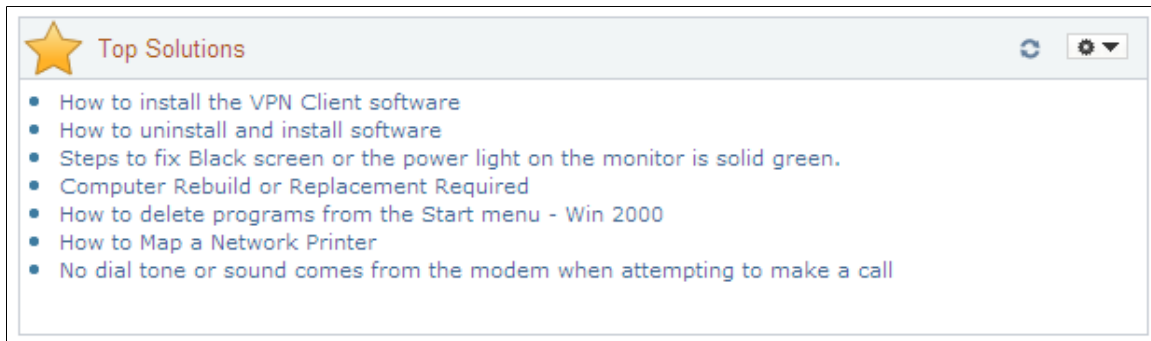 Top Solutions
How to install the VPN Client software
How to uninstall and install software
Steps to fix Black screen or the power light on the monitor is solid green.
Computer Rebuild or Replacement Required
How to delete programs from the Start menu - Win 2000
How to Map a Network Printer
No dial tone or sound comes from the modem when attempting to make a call